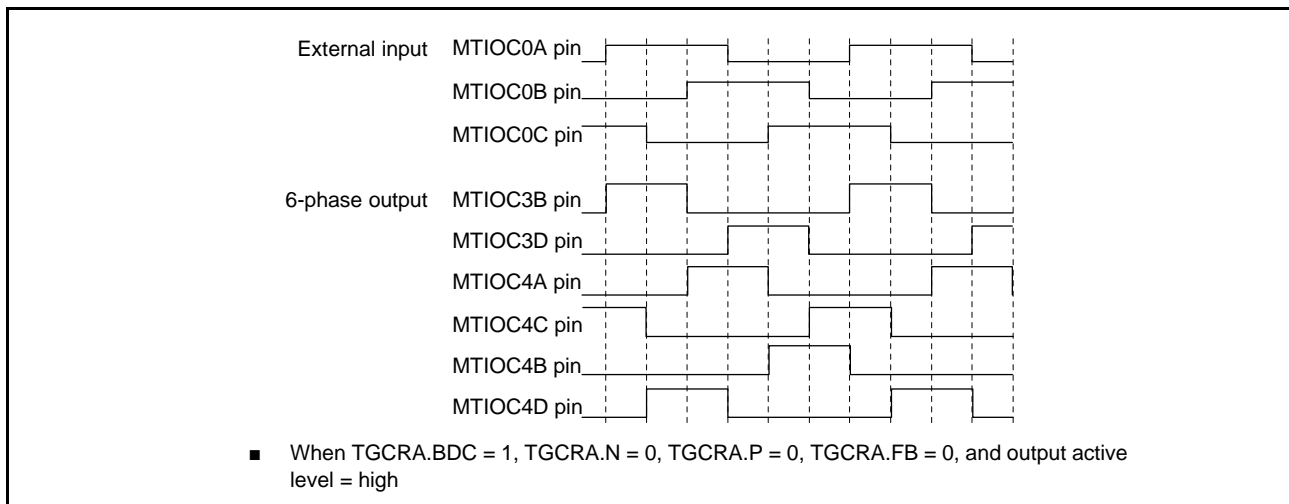 External input MTIOC0A pin
MTIOC0B pin
MTIOC0C pin
6-phase output MTIOC3B pin
MTIOC3D pin
MTIOC4A pin
MTIOC4C pin
MTIOC4B pin
MTIOC4D pin
■ When TGCRA.BDC = 1, TGCRA.N = 0, TGCRA.P = 0, TGCRA.FB = 0, and output active
level = high